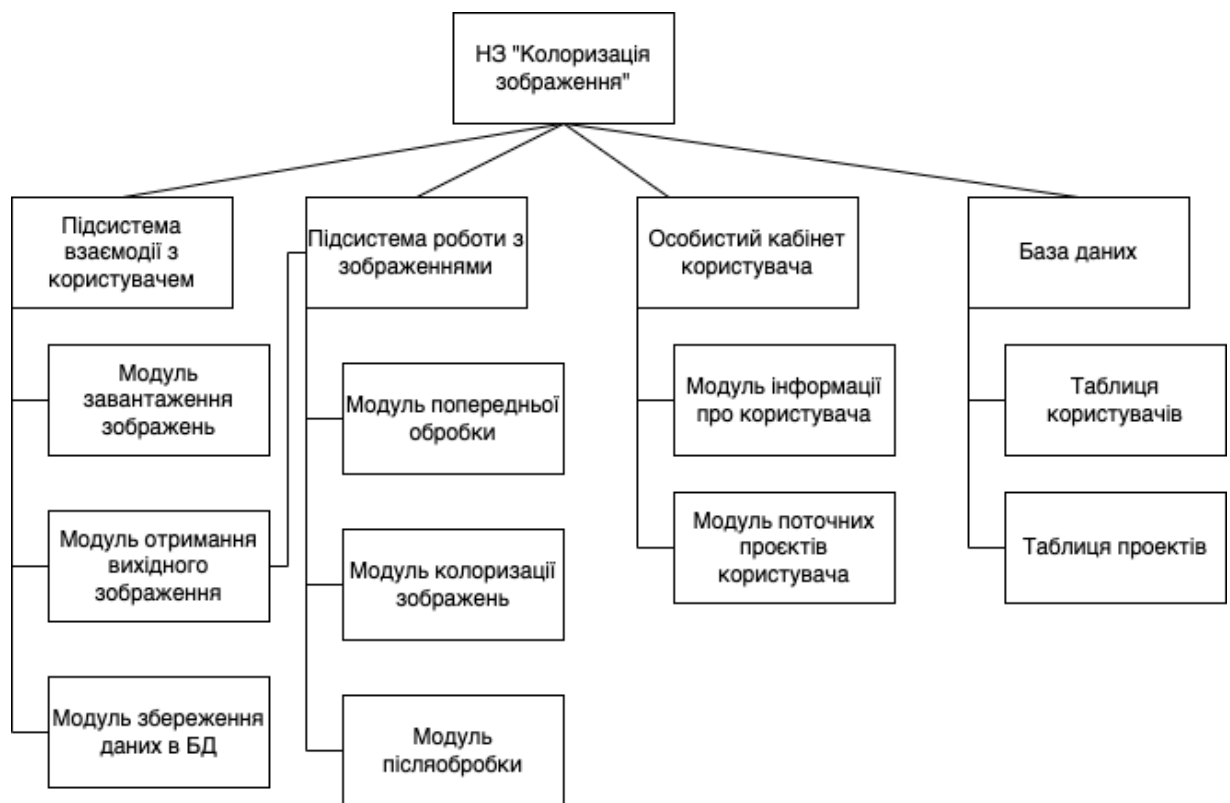 НЗ "Колоризація
зображення"
Підсистема
взаємодії з
користувачем
Модуль
завантаження
зображень
Модуль отримання
вихідного
зображення
Модуль збереження
даних в БД
Підсистема роботи з
зображеннями
Модуль попередньої
обробки
Модуль колоризації
зображень
Модуль
післяобробки
Особистий кабінет
користувача
Модуль інформації
про користувача
Модуль поточних
проєктів
користувача
База даних
Таблиця
користувачів
Таблиця проектів